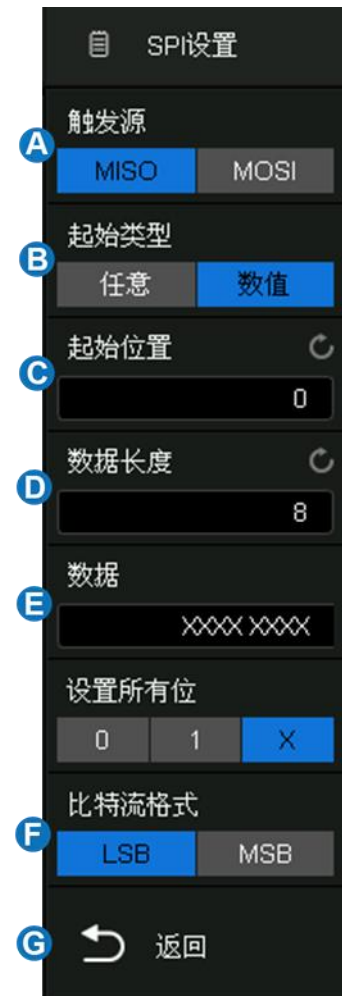 SPI设置
触发源
A
MISO MOSI
起始类型
B
任意 数值
起始位置
C
0
数据长度
D
8
数据
E
XXXX XXXX
设置所有位
0 1 X
比特流格式
F
LSB MSB
G 返回